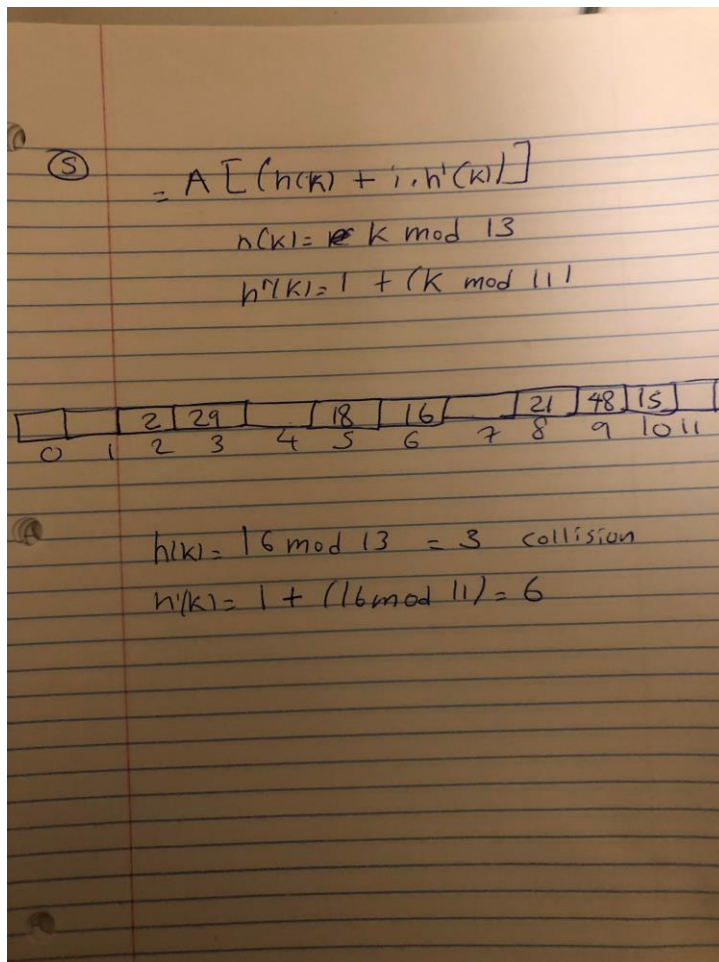 (5)
= A [ (h(k) + i . h'(k)) ]
h(k) = k mod 13
h'(k) = 1 + (k mod 11)
2 29 18 16 21 48 15
0 1 2 3 4 5 6 7 8 9 10 11
h(k) = 16 mod 13 = 3 collision
h'(k) = 1 + (16 mod 11) = 6